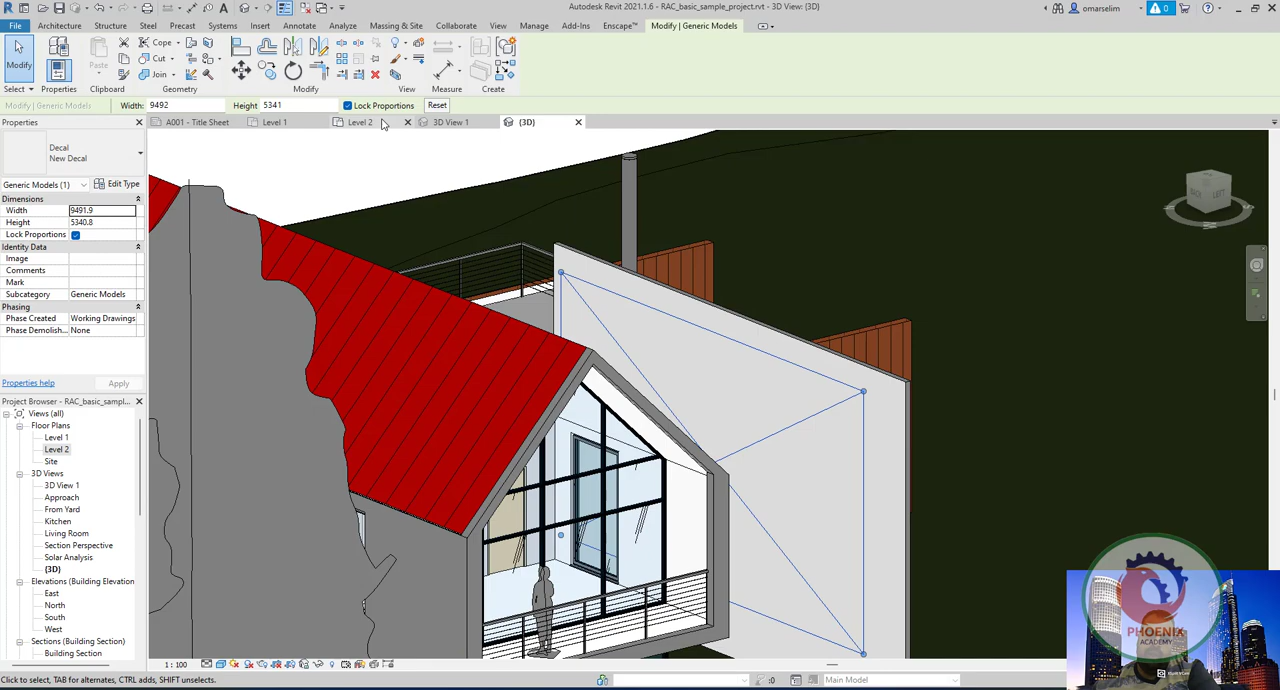 Autodesk Revit 2021.1.6 - RAC_basic_sample_project.rvt - 3D View: {3D}
omarselim
0
File Architecture Structure Steel Precast Systems Insert Annotate Analyze Massing & Site Collaborate View Manage Add-Ins Enscape™ Modify | Generic Models
Modify Paste Cope Cut Join
Select Properties Clipboard Geometry Modify View Measure Create
Modify | Generic Models Width: 9492 Height 5341 Lock Proportions Reset
Properties
A001 - Title Sheet Level 1 Level 2 3D View 1 {3D}
Decal
New Decal
Generic Models (1) Edit Type
Dimensions
Width 9491.9
Height 5340.8
Lock Proportions
Identity Data
Image
Comments
Mark
Subcategory Generic Models
Phasing
Phase Created Working Drawings
Phase Demolish... None
Properties help Apply
Project Browser - RAC_basic_samp...
Views (all)
Floor Plans
Level 1
Level 2
Site
3D Views
3D View 1
Approach
From Yard
Kitchen
Living Room
Section Perspective
Solar Analysis
{3D}
Elevations (Building Elevation
East
North
South
West
Sections (Building Section)
Building Section
BACK LEFT
PHOENIX
ACADEMY
1 : 100
Click to select, TAB for alternates, CTRL adds, SHIFT unselects.
:0 Main Model